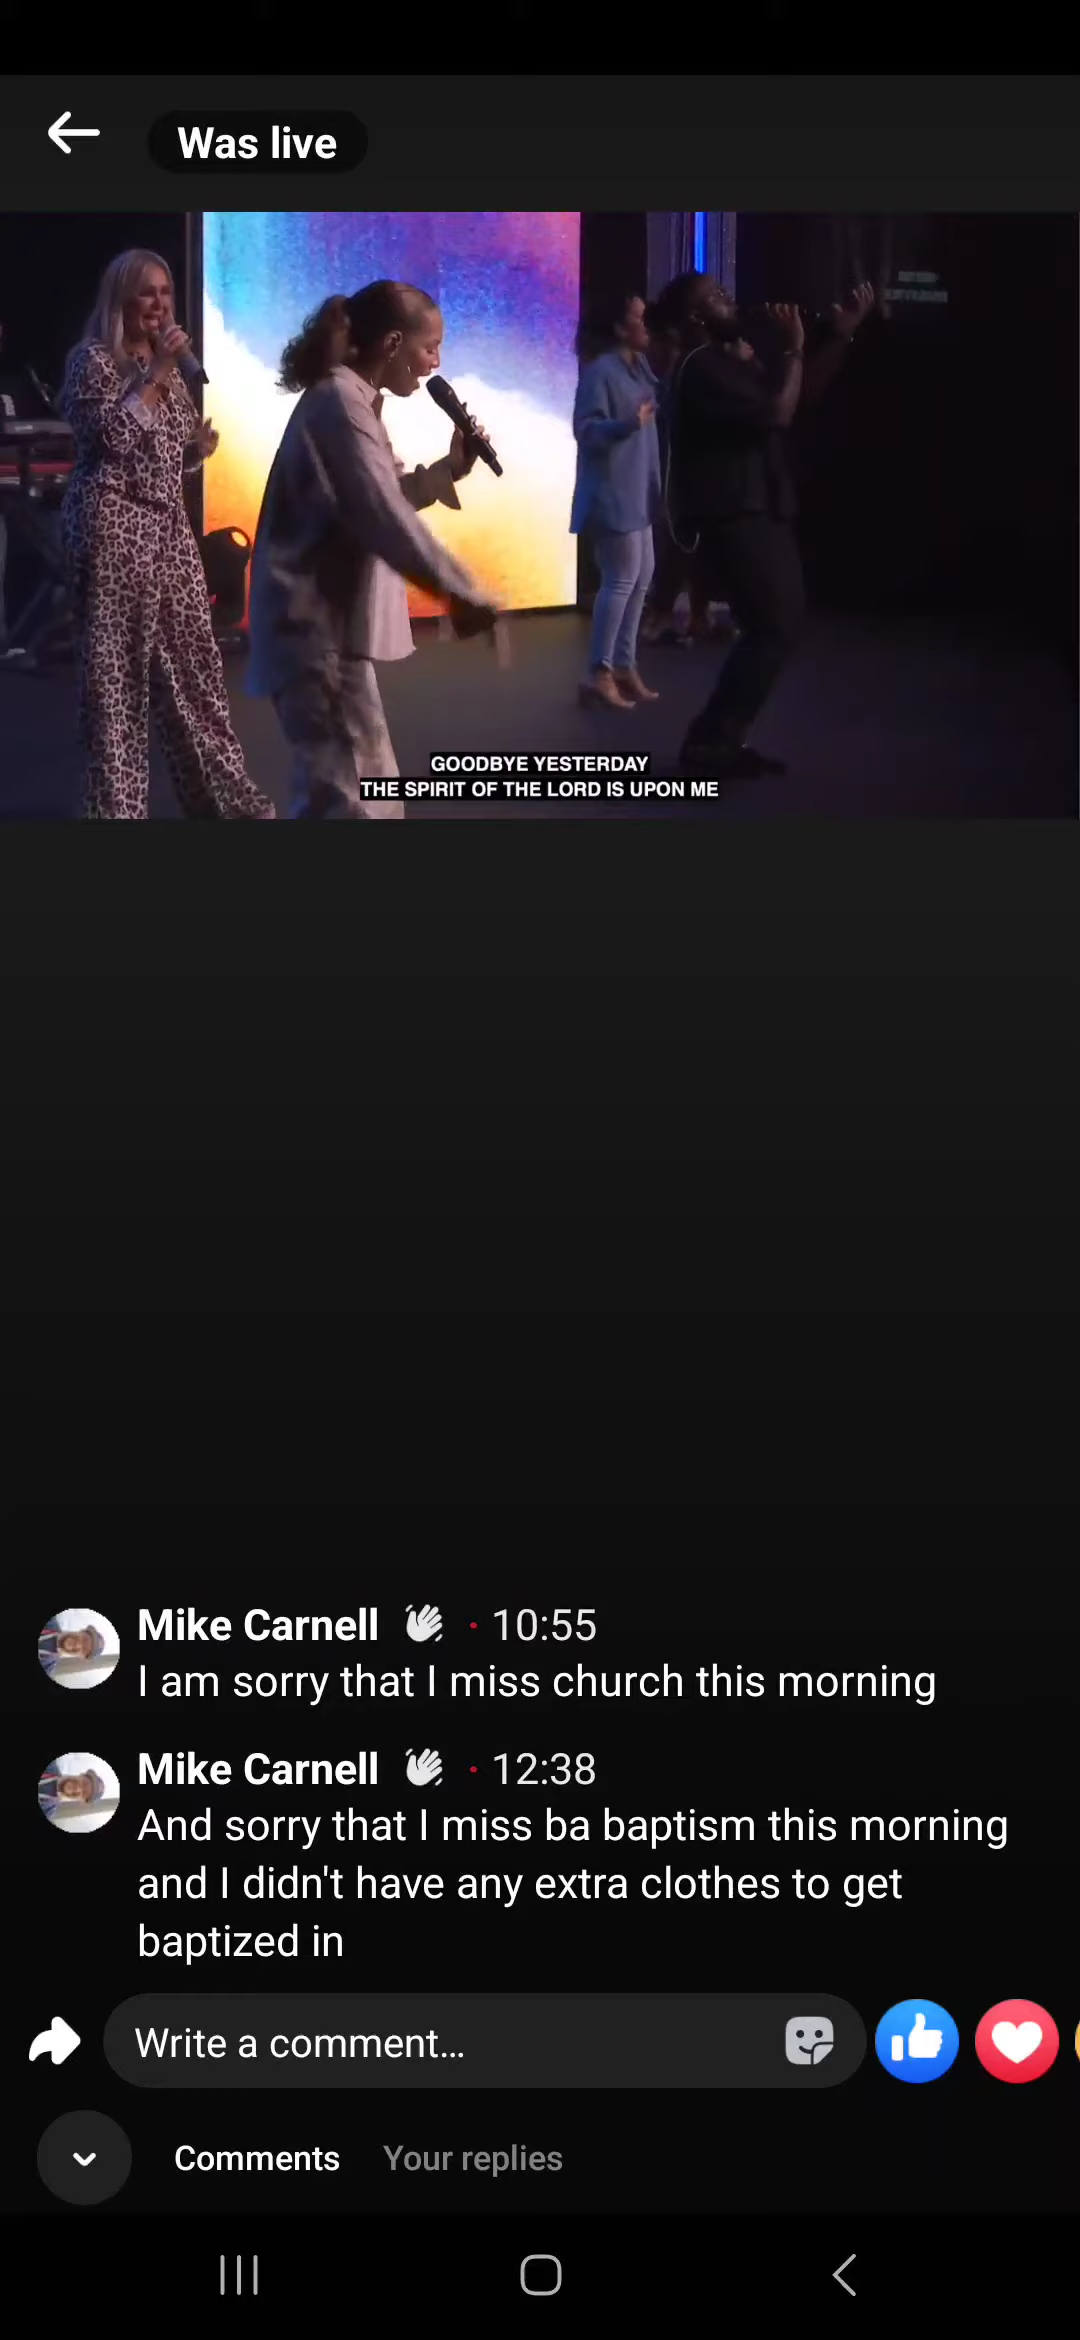 Was live
GOODBYE YESTERDAY
THE SPIRIT OF THE LORD IS UPON ME
Mike Carnell 👋 • 10:55
I am sorry that I miss church this morning
Mike Carnell 👋 • 12:38
And sorry that I miss ba baptism this morning
and I didn't have any extra clothes to get
baptized in
Write a comment...
Comments Your replies